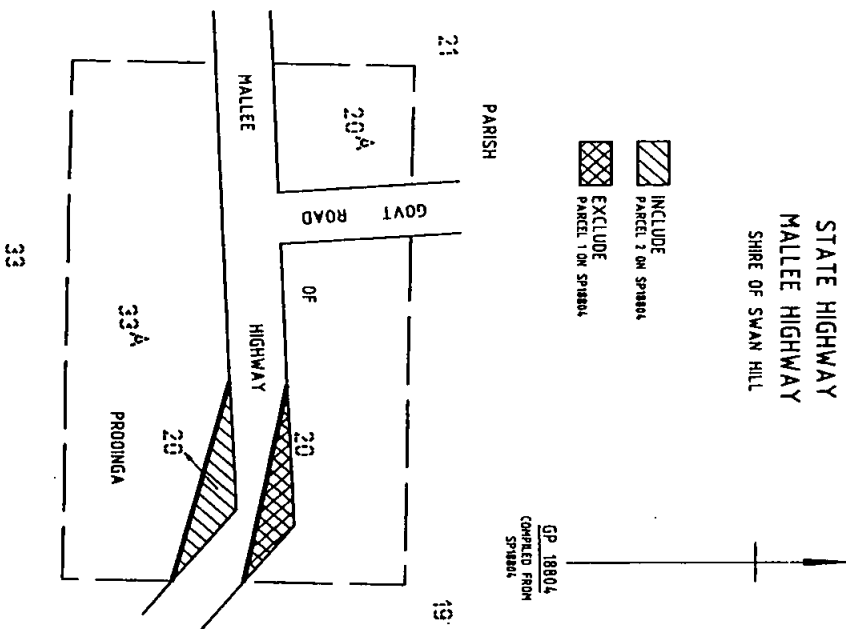 STATE HIGHWAY
MALLEE HIGHWAY
SHIRE OF SWAN HILL
INCLUDE
PARCEL 2 ON SP18804
EXCLUDE
PARCEL 1 ON SP18804
GP 18804
COMPILED FROM
SP18804
PARISH
21
20A
GOVT ROAD
OF
19
MALLEE
HIGHWAY
20
20
33A
PROOINGA
33